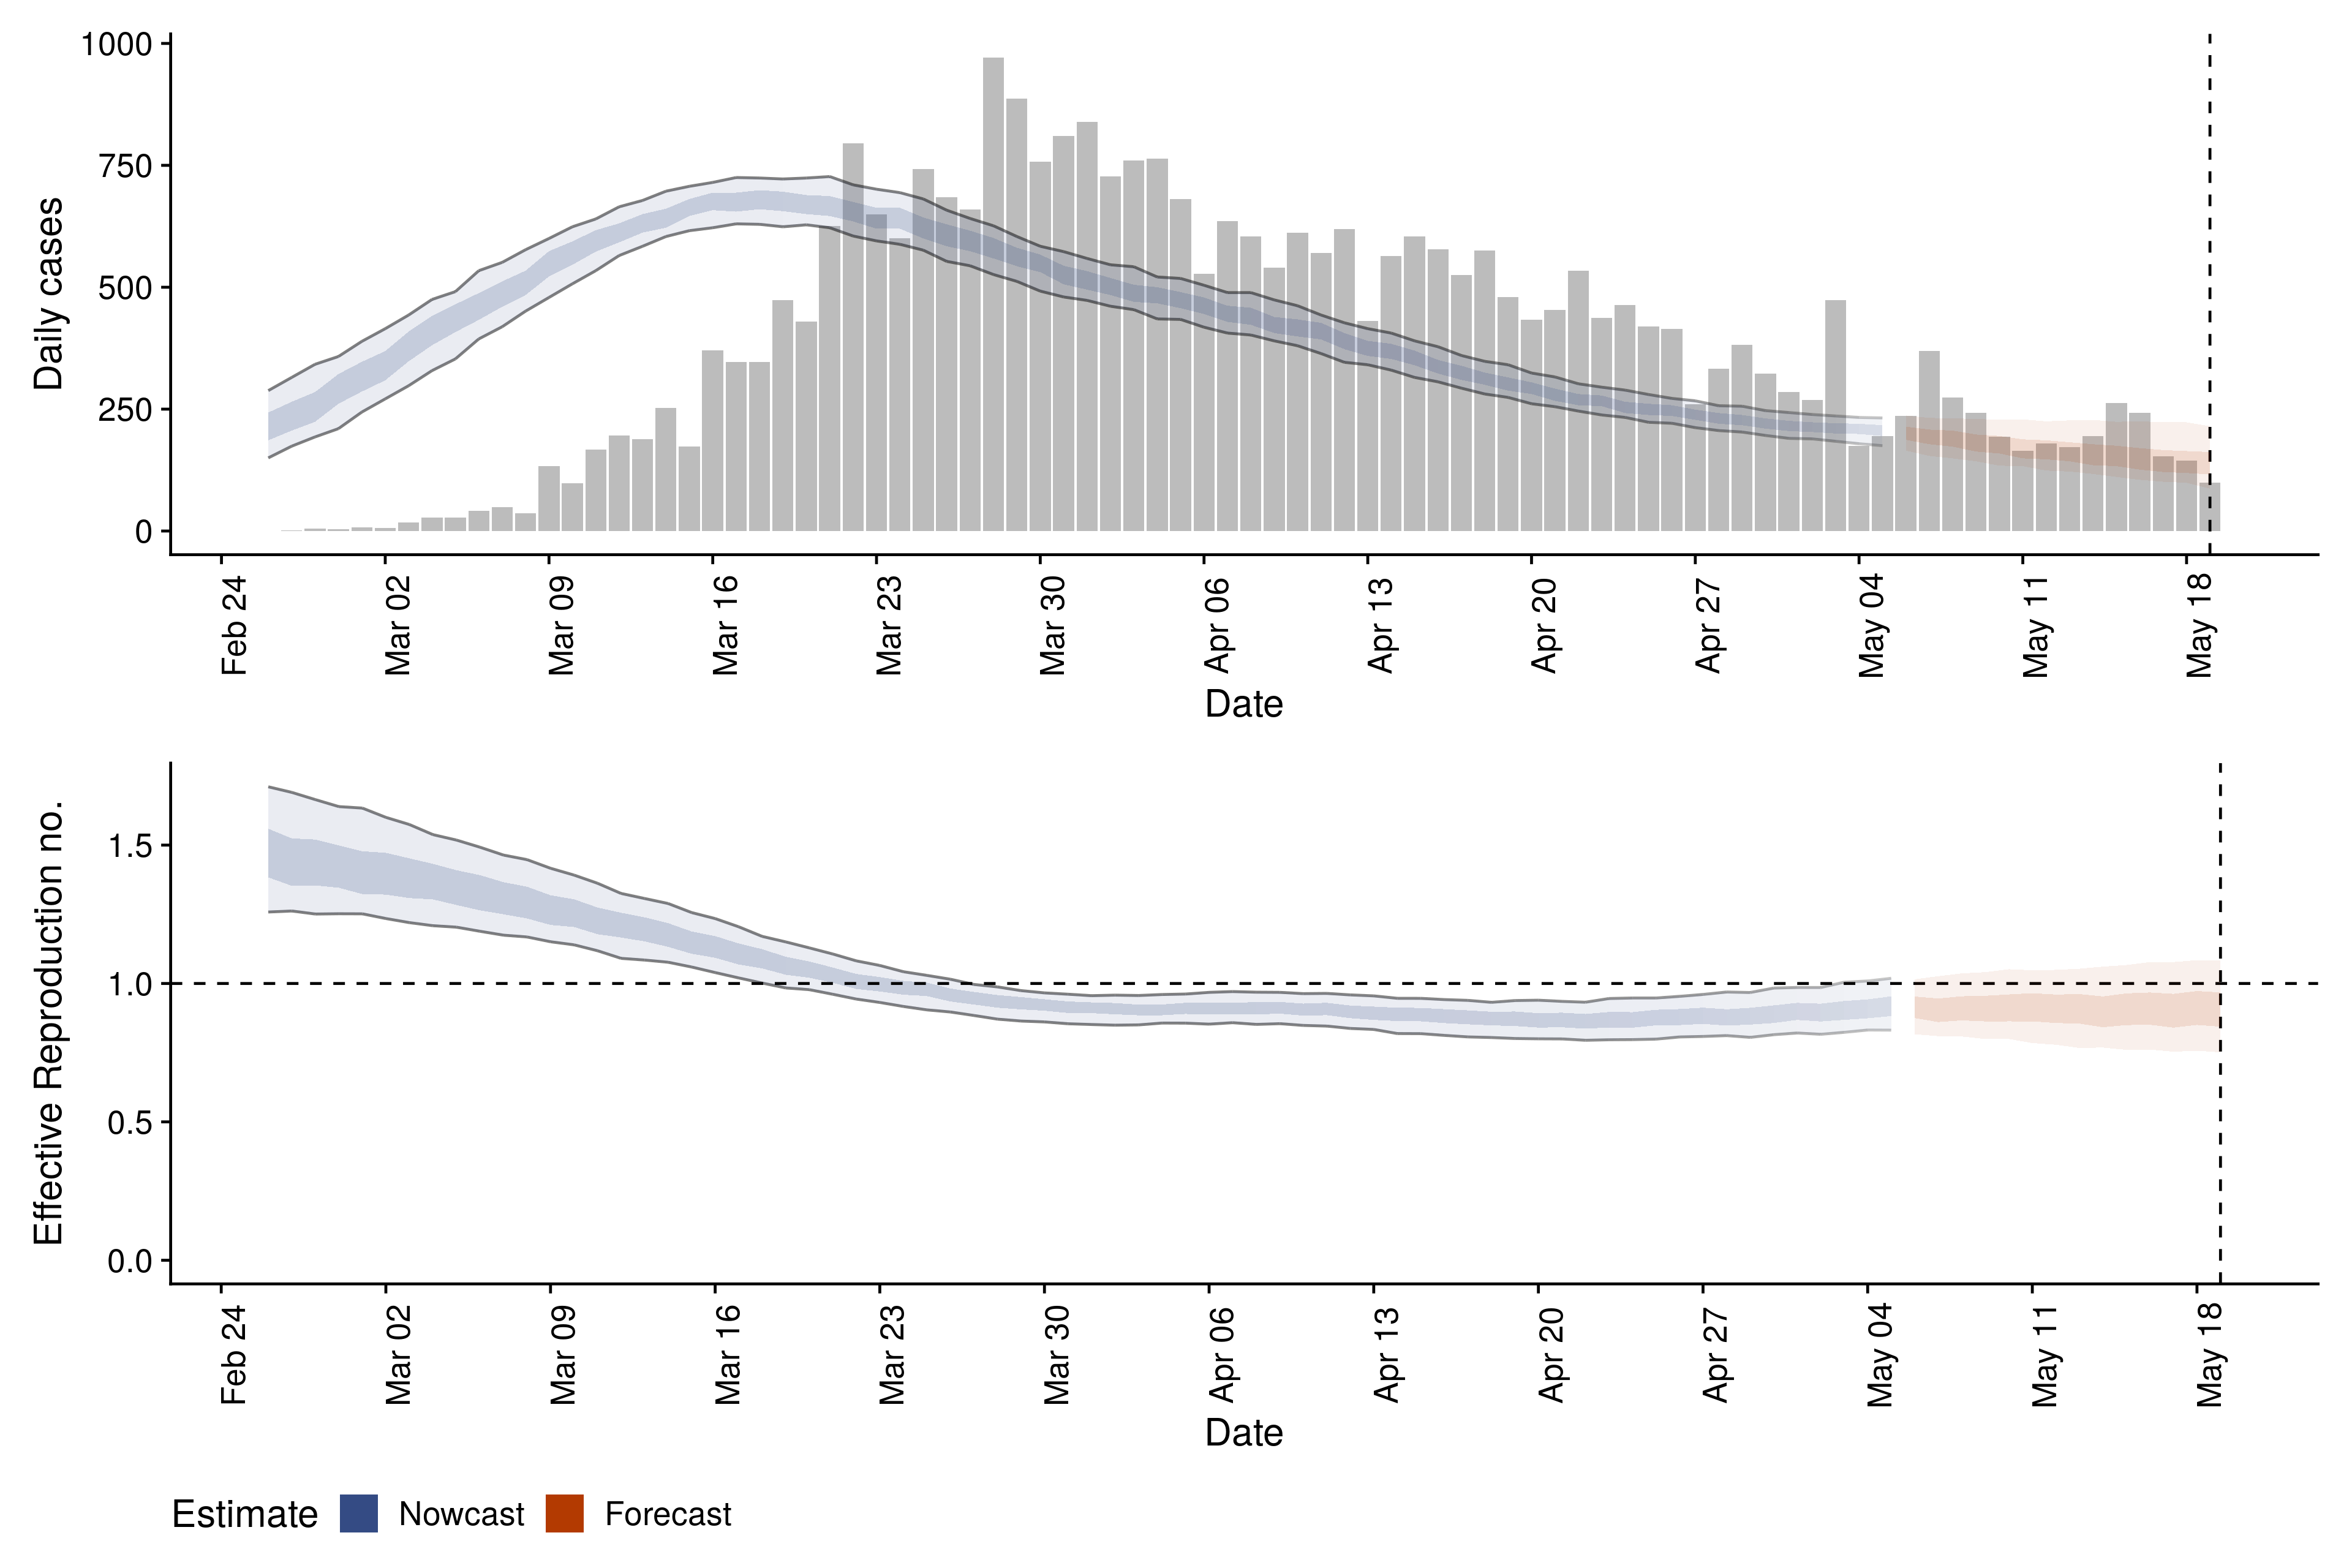 Daily cases
1000
750
500
250
0
Feb 24
Mar 02
Mar 09
Mar 16
Mar 23
Mar 30
Apr 06
Apr 13
Apr 20
Apr 27
May 04
May 11
May 18
Date
Effective Reproduction no.
1.5
1.0
0.5
0.0
Feb 24
Mar 02
Mar 09
Mar 16
Mar 23
Mar 30
Apr 06
Apr 13
Apr 20
Apr 27
May 04
May 11
May 18
Date
Estimate Nowcast Forecast